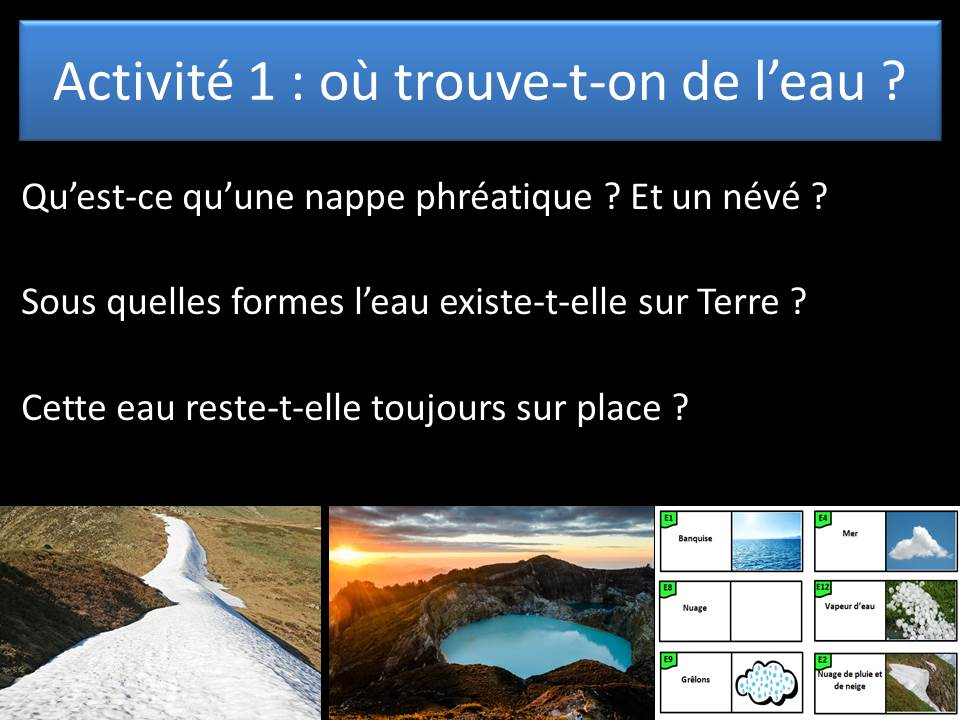 Activité 1 : où trouve-t-on de l’eau ?
Qu’est-ce qu’une nappe phréatique ? Et un névé ?
Sous quelles formes l’eau existe-t-elle sur Terre ?
Cette eau reste-t-elle toujours sur place ?
E1
Banquise
E4
Mer
E8
Nuage
E12
Vapeur d’eau
E9
Grêlons
E2
Nuage de pluie et
de neige